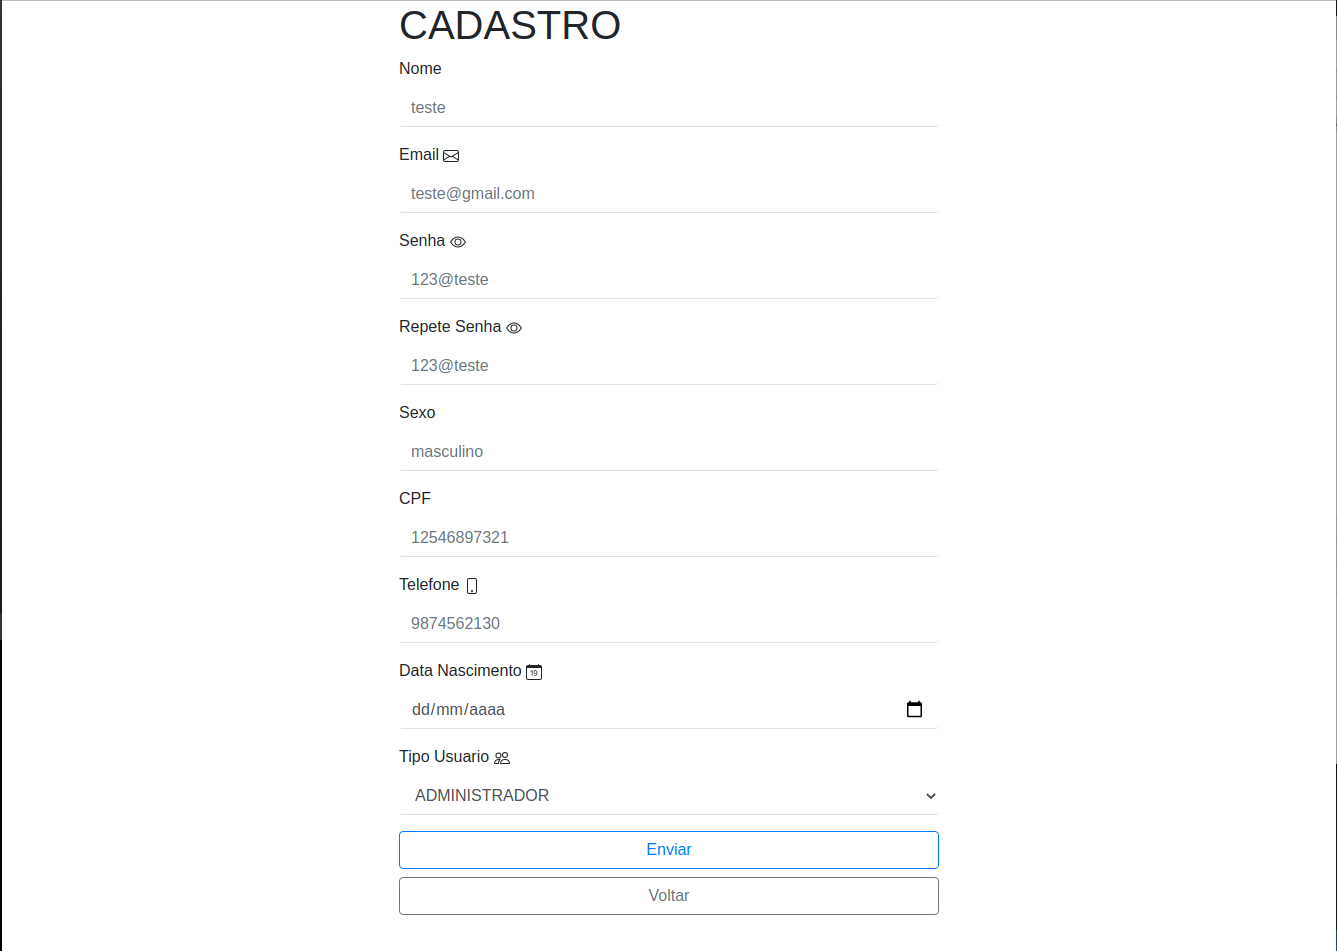 CADASTRO
Nome
teste
Email
teste@gmail.com
Senha
123@teste
Repete Senha
123@teste
Sexo
masculino
CPF
12546897321
Telefone
9874562130
Data Nascimento 19
dd/mm/aaaa
Tipo Usuario
ADMINISTRADOR
Enviar
Voltar